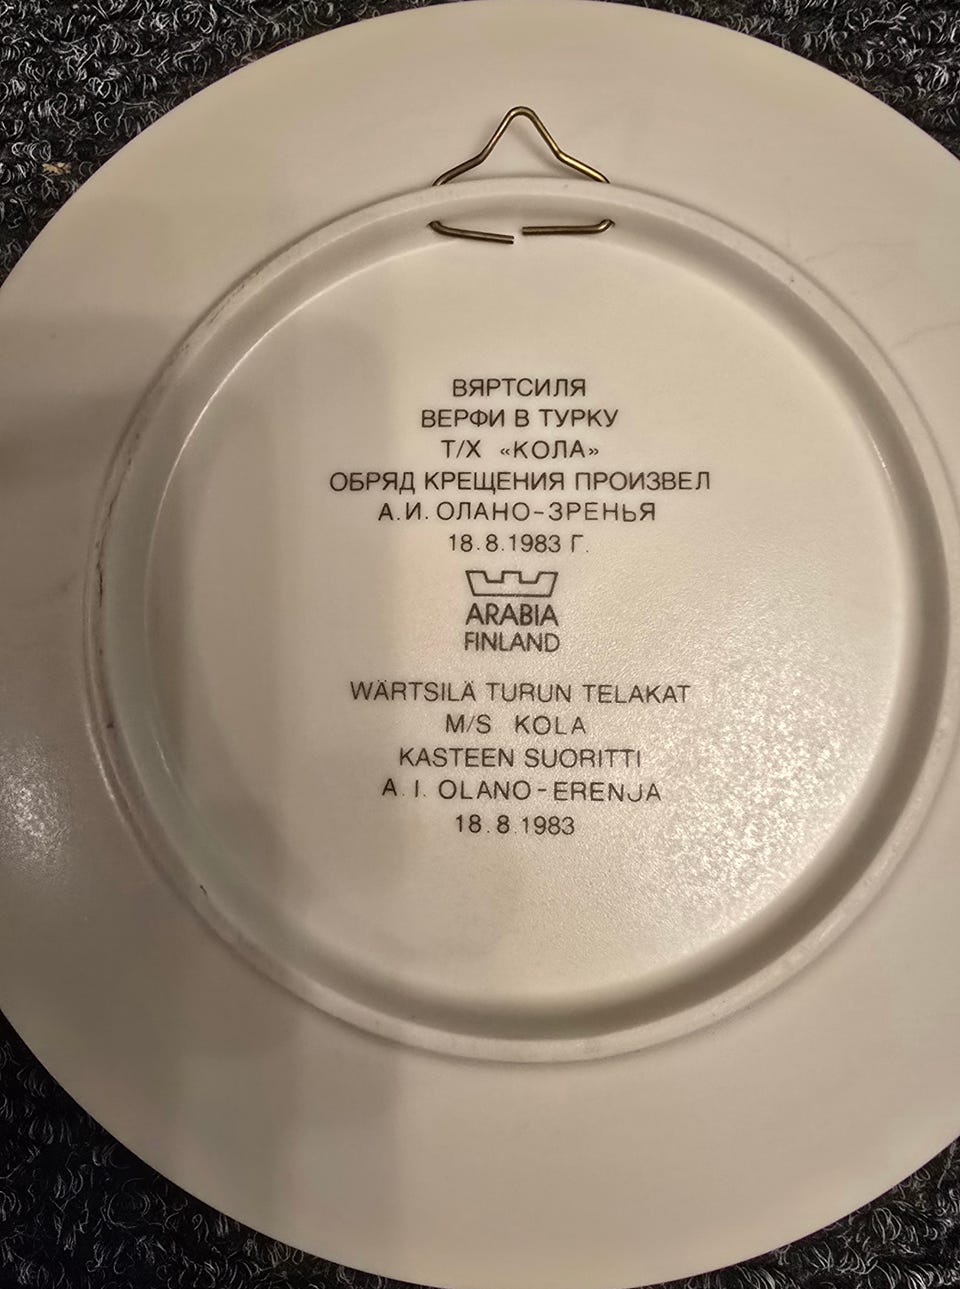 ВЯРТСИЛЯ
ВЕРФИ В ТУРКУ
Т/Х «КОЛА»
ОБРЯД КРЕЩЕНИЯ ПРОИЗВЕЛ
А.И. ОЛАНО-ЗРЕНЬЯ
18.8.1983 Г.
ARABIA
FINLAND
WÄRTSILÄ TURUN TELAKAT
M/S KOLA
KASTEEN SUORITTI
A.I. OLANO-ERENJA
18.8.1983